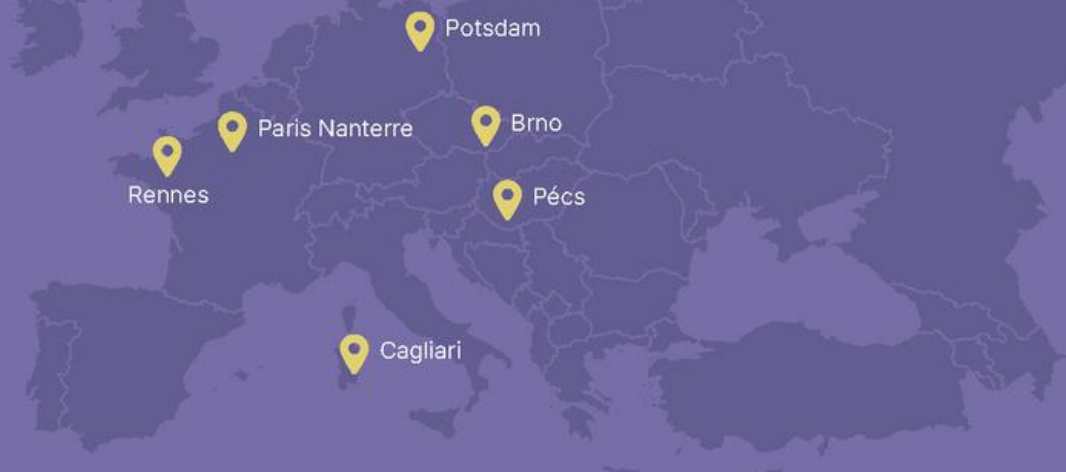 Potsdam
Brno
Paris Nanterre
Rennes
Pécs
Cagliari